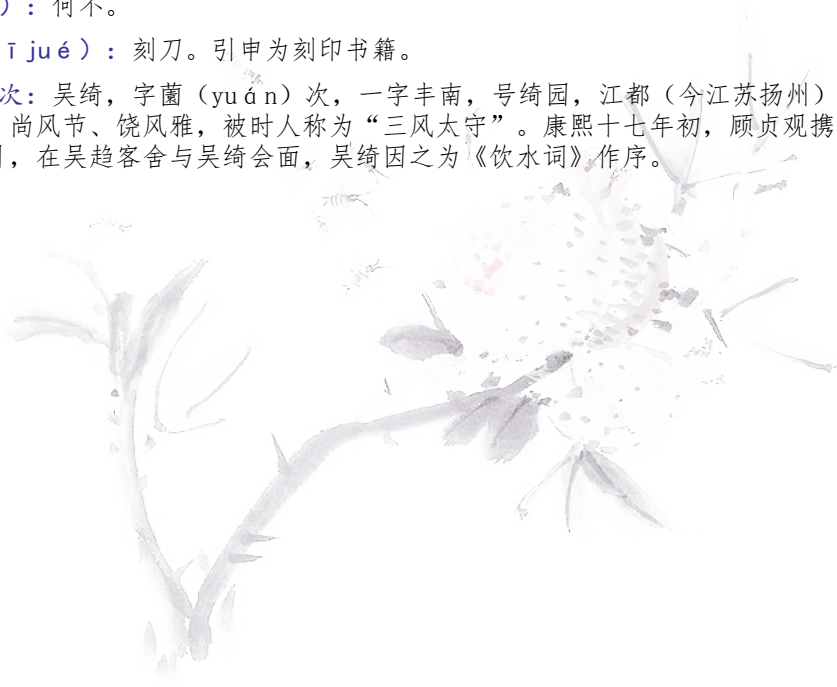 ）：何不。
ī jué）：刻刀。引申为刻印书籍。
次：吴绮，字薗（yuán）次，一字丰南，号绮园，江都（今江苏扬州）
尚风节、饶风雅，被时人称为“三风太守”。康熙十七年初，顾贞观携
，在吴趋客舍与吴绮会面，吴绮因之为《饮水词》作序。